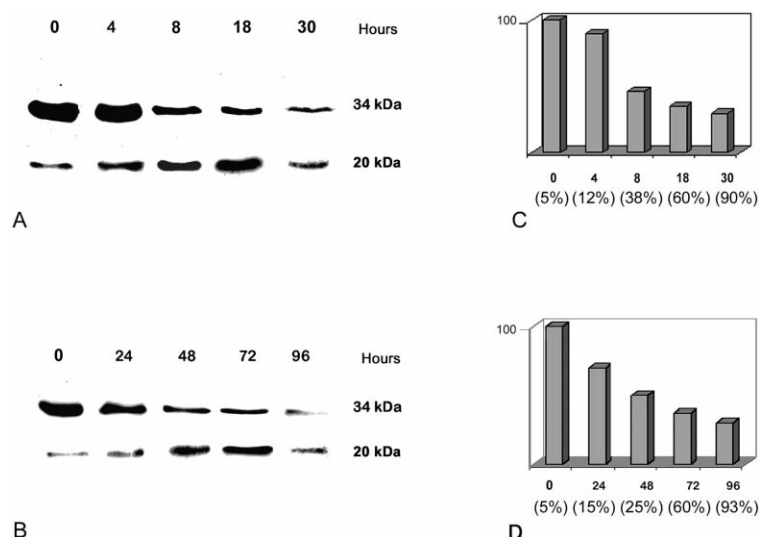 0 4 8 18 30 Hours
34 kDa
20 kDa
A
100
0 4 8 18 30
(5%) (12%) (38%) (60%) (90%)
C
0 24 48 72 96 Hours
34 kDa
20 kDa
B
100
0 24 48 72 96
(5%) (15%) (25%) (60%) (93%)
D